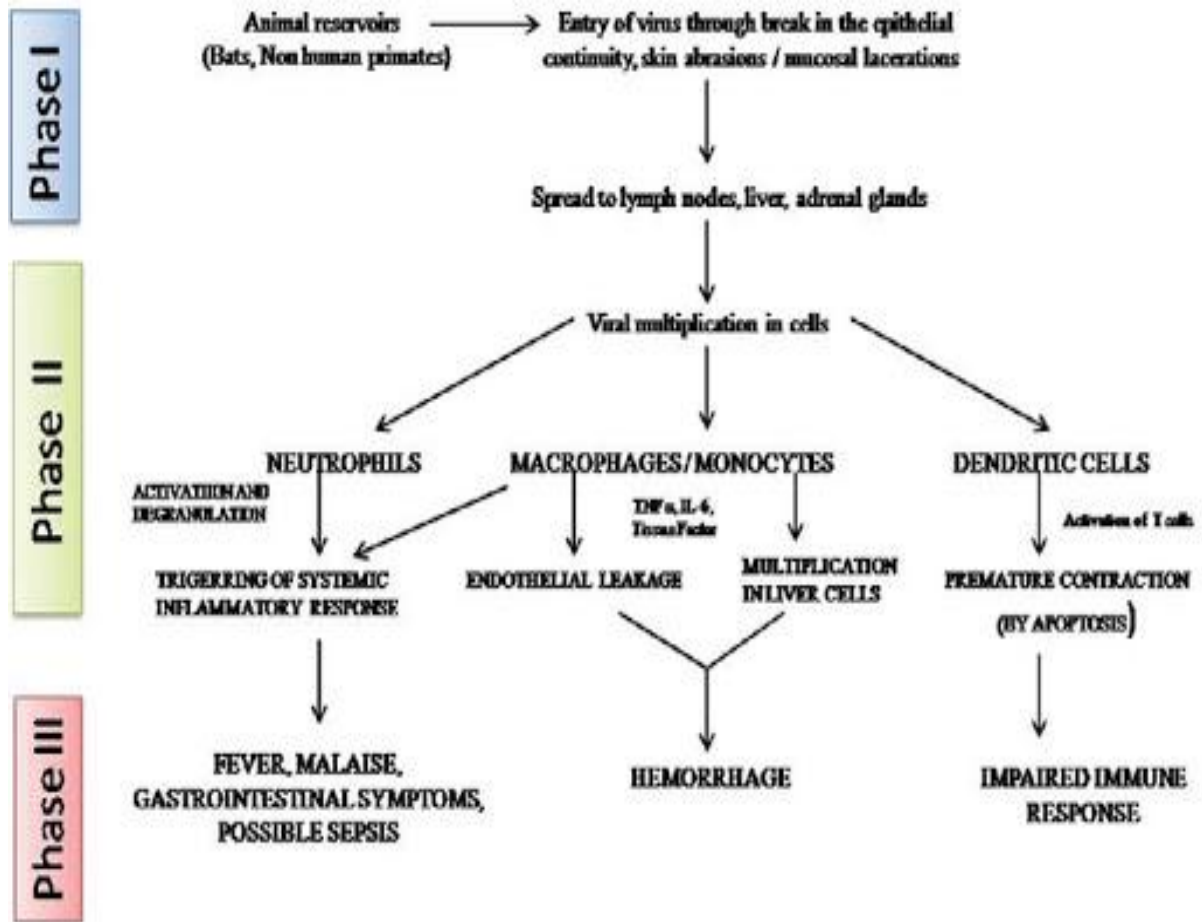 Phase I
Animal reservoirs
(Bats, Non human primates)
Entry of virus through break in the epithelial
continuity, skin abrasions / mucosal lacerations
Spread to lymph nodes, liver, adrenal glands
Phase II
Viral multiplication in cells
NEUTROPHILS
MACROPHAGES / MONOCYTES
DENDRITIC CELLS
ACTIVATIION AND
DEGRANULATION
TNF α, IL-6,
Tissue Factor
Activation of T cells
TRIGERRING OF SYSTEMIC
INFLAMMATORY RESPONSE
ENDOTHELIAL LEAKAGE
MULTIPLICATION
IN LIVER CELLS
PREMATURE CONTRACTION
(BY APOPTOSIS)
Phase III
FEVER, MALAISE,
GASTROINTESTINAL SYMPTOMS,
POSSIBLE SEPSIS
HEMORRHAGE
IMPAIRED IMMUNE
RESPONSE